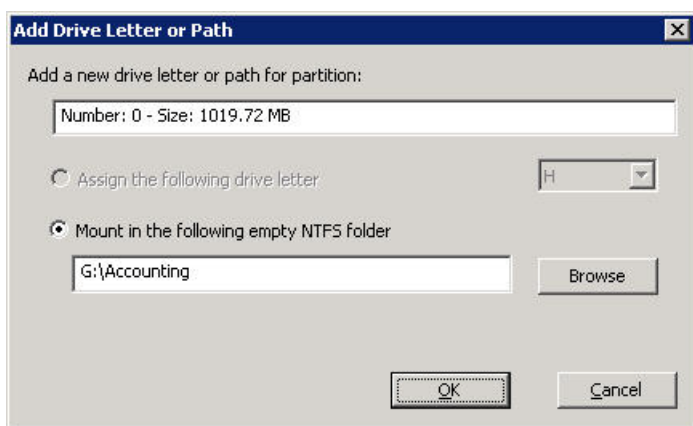 Add Drive Letter or Path
Add a new drive letter or path for partition:
Number: 0 - Size: 1019.72 MB
Assign the following drive letter H
Mount in the following empty NTFS folder
G:\Accounting Browse
OK Cancel